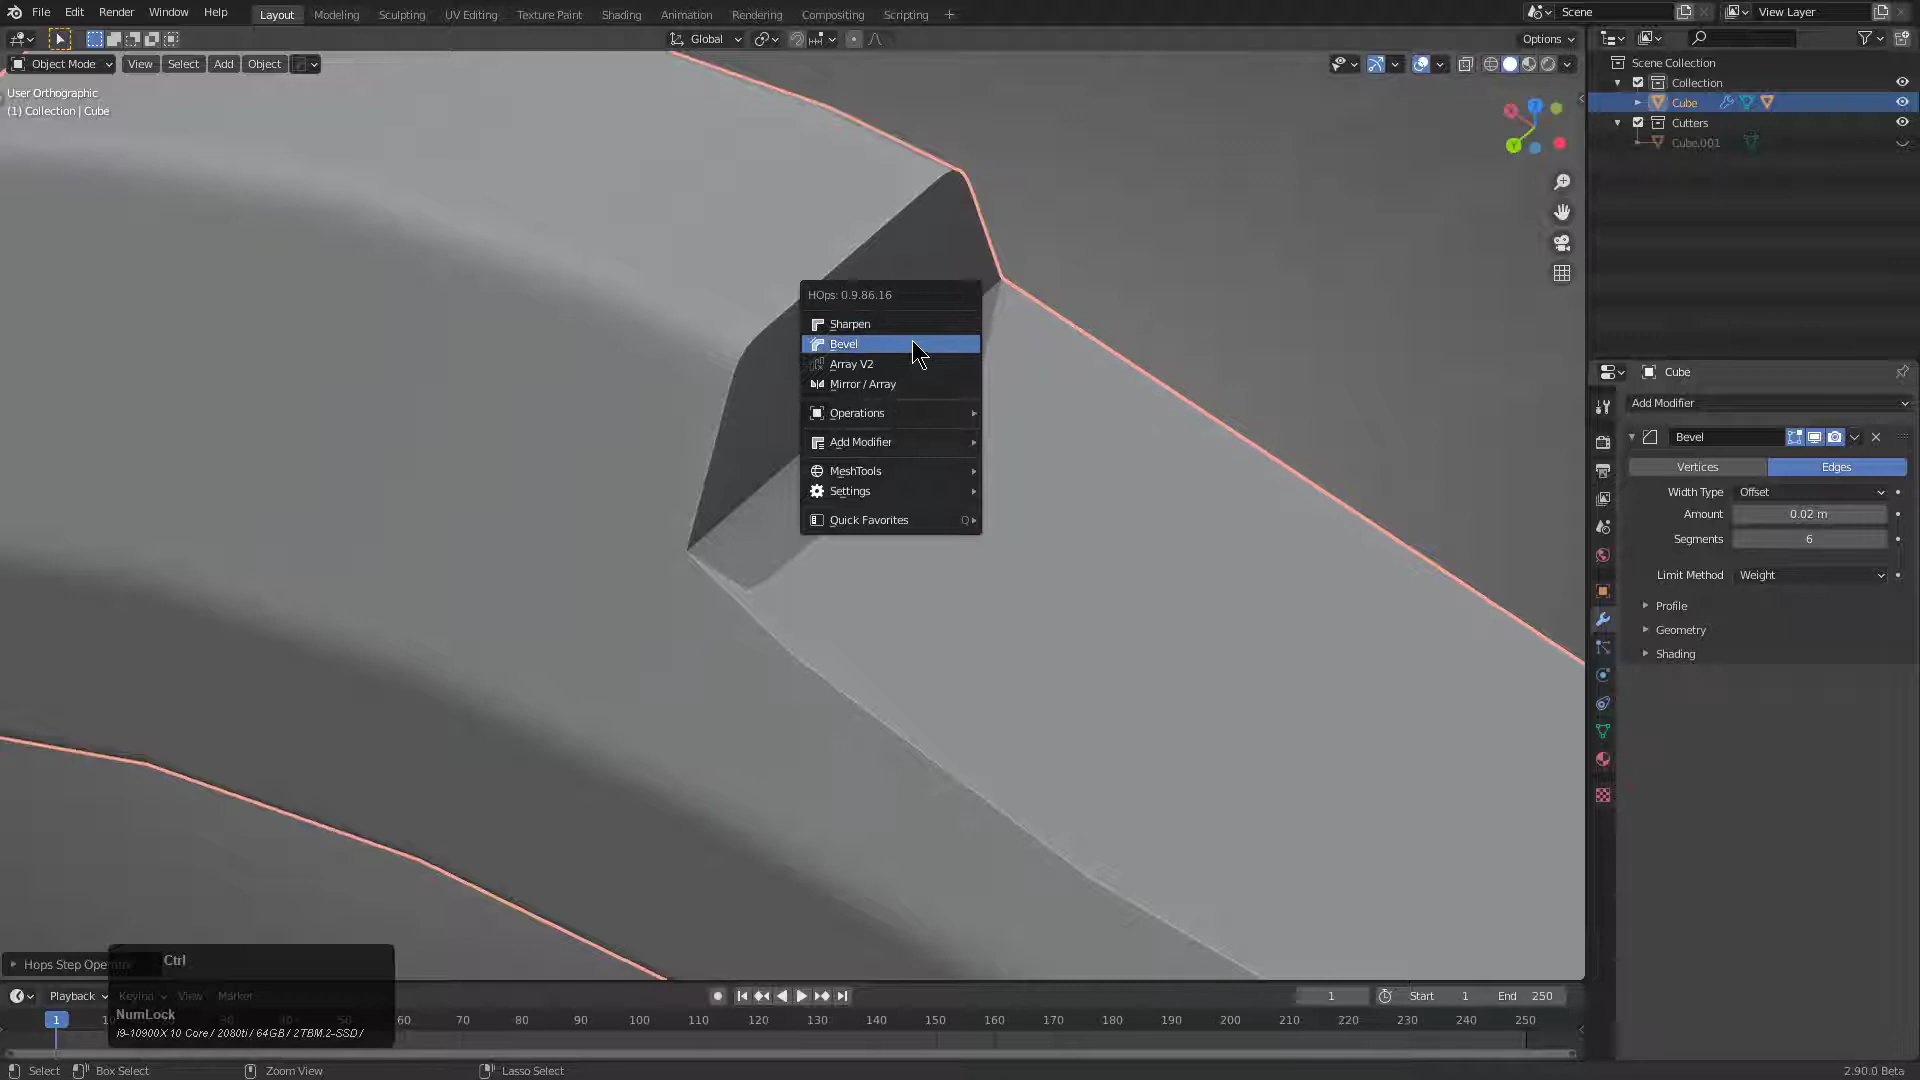 File Edit Render Window Help
Layout Modeling Sculpting UV Editing Texture Paint Shading Animation Rendering Compositing Scripting
Scene
View Layer
Global
Options
Object Mode View Select Add Object
User Orthographic
(1) Collection | Cube
Scene Collection
Collection
Cube
Cutters
Cube.001
HOps: 0.9.86.16
Sharpen
Bevel
Array V2
Mirror / Array
Operations
Add Modifier
MeshTools
Settings
Quick Favorites Q
Cube
Add Modifier
Bevel
Vertices Edges
Width Type Offset
Amount 0.02 m
Segments 6
Limit Method Weight
Profile
Geometry
Shading
Hops Step
Ctrl
Playback View Marker
1 Start 1 End 250
NumLock
1 60 70 80 90 100 110 120 130 140 150 160 170 180 190 200 210 220 230 240 250
i9-10900X 10 Core / 2080ti / 64GB / 2TBM.2-SSD /
Select Box Select Zoom View Lasso Select 2.90.0 Beta
X Z Y